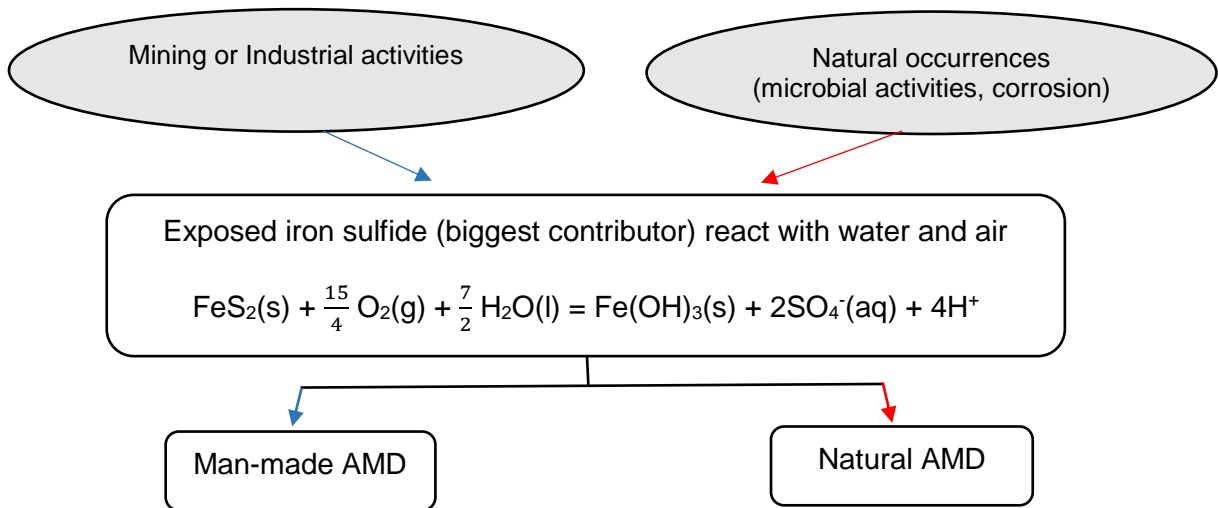 Mining or Industrial activities
Natural occurrences
(microbial activities, corrosion)
Exposed iron sulfide (biggest contributor) react with water and air
FeS₂(s) + 15/4 O₂(g) + 7/2 H₂O(l) = Fe(OH)₃(s) + 2SO₄⁻(aq) + 4H⁺
Man-made AMD
Natural AMD